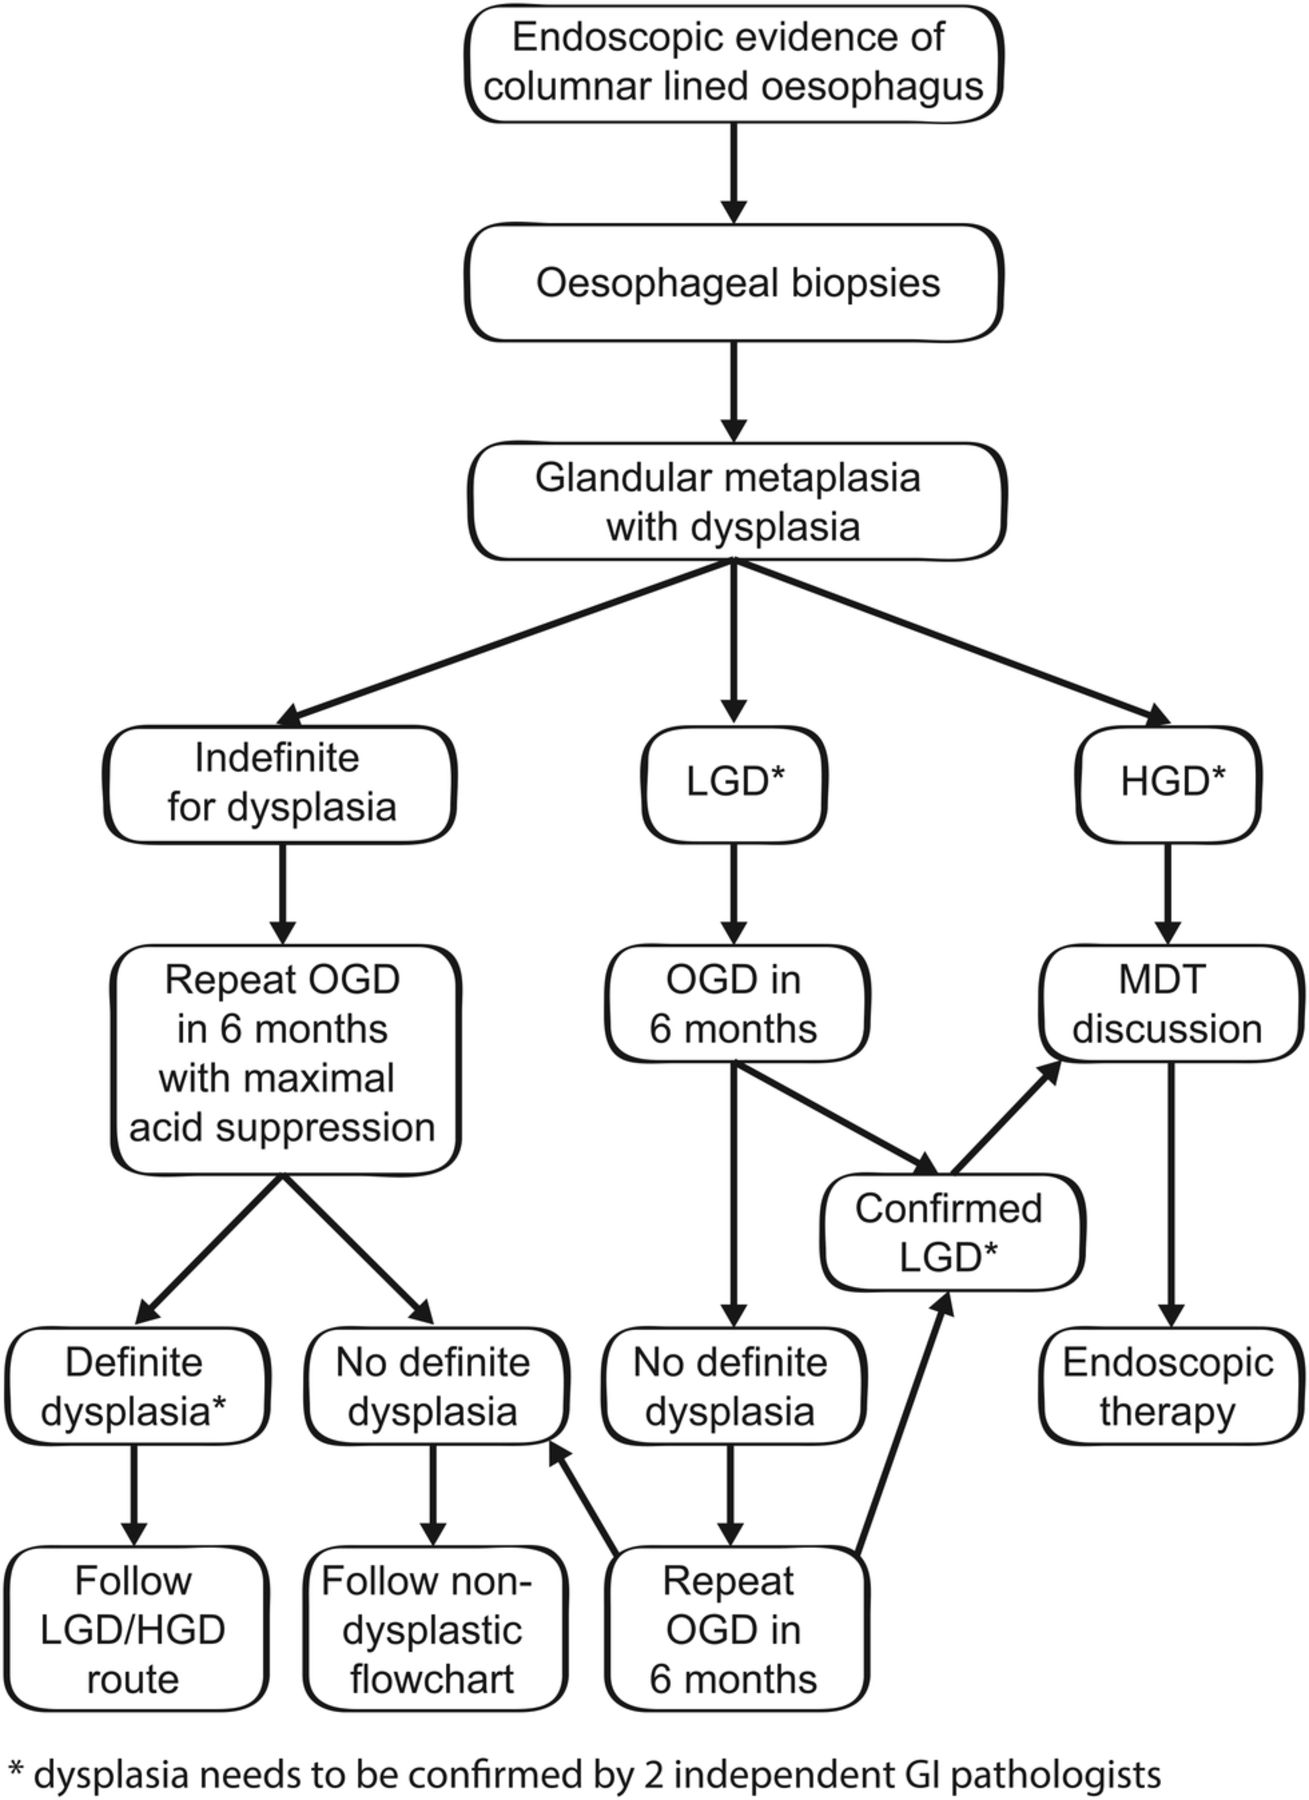 Endoscopic evidence of
columnar lined oesophagus
Oesophageal biopsies
Glandular metaplasia
with dysplasia
Indefinite
for dysplasia
LGD*
HGD*
Repeat OGD
in 6 months
with maximal
acid suppression
OGD in
6 months
MDT
discussion
Confirmed
LGD*
Definite
dysplasia*
No definite
dysplasia
No definite
dysplasia
Endoscopic
therapy
Follow
LGD/HGD
route
Follow non-
dysplastic
flowchart
Repeat
OGD in
6 months
* dysplasia needs to be confirmed by 2 independent GI pathologists